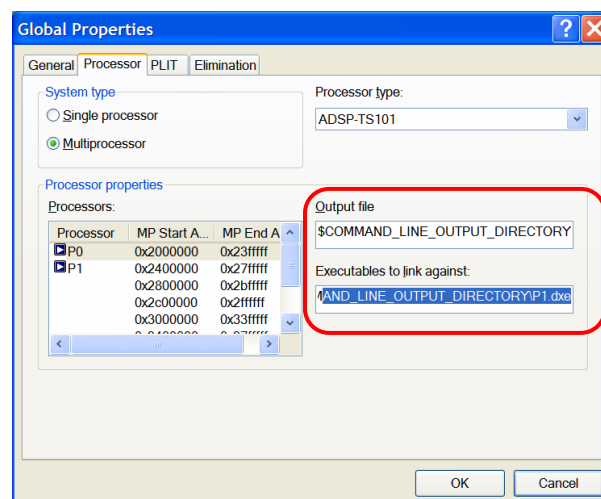 Global Properties
General Processor PLIT Elimination
System type
Single processor
Multiprocessor
Processor type:
ADSP-TS101
Processor properties
Processors:
Processor MP Start A... MP End A
P0 0x2000000 0x23fffff
P1 0x2400000 0x27fffff
0x2800000 0x2bfffff
0x2c00000 0x2ffffff
0x3000000 0x33fffff
Output file
$COMMAND_LINE_OUTPUT_DIRECTORY
Executables to link against:
AND_LINE_OUTPUT_DIRECTORY\P1.dxe
OK Cancel